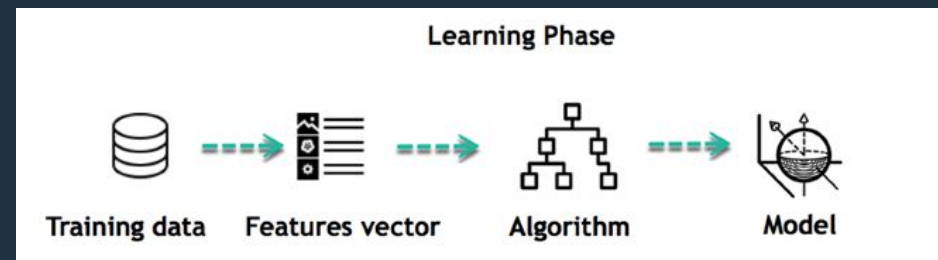 Learning Phase
Training data
Features vector
Algorithm
Model